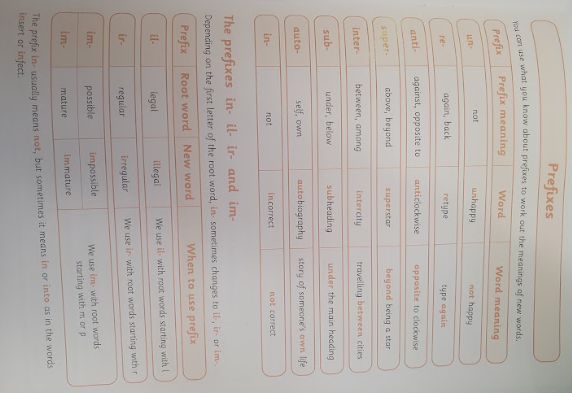 Prefixes
You can use what you know about prefixes to work out the meanings of new words.
Prefix Prefix meaning Word Word meaning
un- not unhappy not happy
re- again, back retype type again
anti- against, opposite to anticlockwise opposite to clockwise
super- above, beyond superstar beyond being a star
inter- between, among intercity travelling between cities
sub- under, below subheading under the main heading
auto- self, own autobiography story of someone's own life
in- not incorrect not correct
The prefixes in- il- ir- and im-
Depending on the first letter of the root word, in- sometimes changes to il-, ir- or im-.
Prefix Root word New word When to use prefix
il- legal illegal We use il- with root words starting with l
ir- regular irregular We use ir- with root words starting with r
im- possible impossible We use im- with root words
starting with m or p
im- mature immature
The prefix in- usually means not, but sometimes it means in or into as in the words
insert or infect.